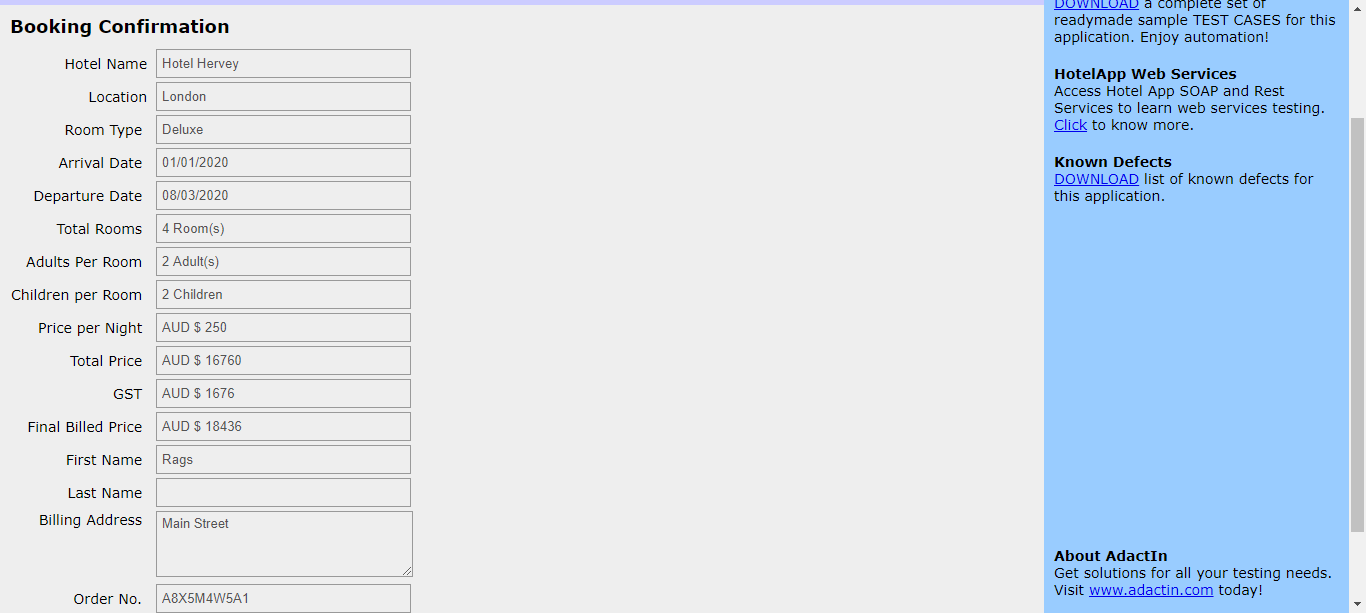 Booking Confirmation
Hotel Name Hotel Hervey
Location London
Room Type Deluxe
Arrival Date 01/01/2020
Departure Date 08/03/2020
Total Rooms 4 Room(s)
Adults Per Room 2 Adult(s)
Children per Room 2 Children
Price per Night AUD $ 250
Total Price AUD $ 16760
GST AUD $ 1676
Final Billed Price AUD $ 18436
First Name Rags
Last Name
Billing Address Main Street
Order No. A8X5M4W5A1
DOWNLOAD a complete set of
readymade sample TEST CASES for this
application. Enjoy automation!
HotelApp Web Services
Access Hotel App SOAP and Rest
Services to learn web services testing.
Click to know more.
Known Defects
DOWNLOAD list of known defects for
this application.
About AdactIn
Get solutions for all your testing needs.
Visit www.adactin.com today!